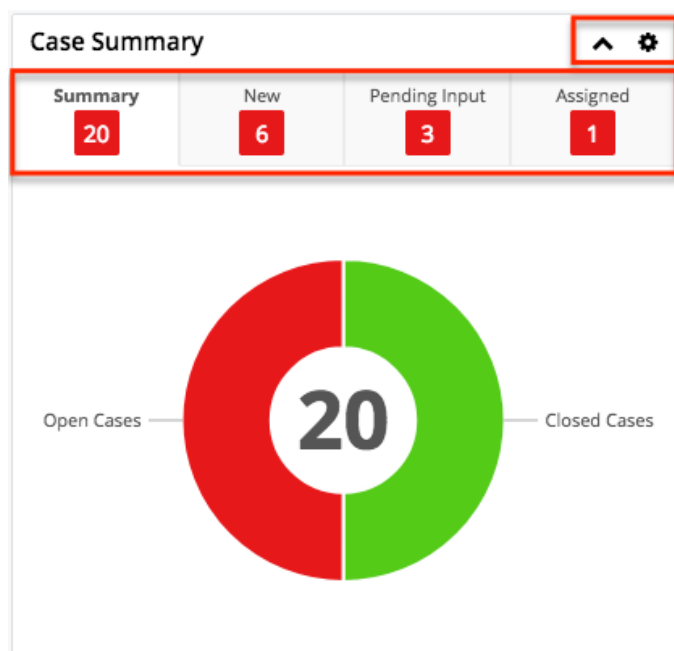 Case Summary
Summary New Pending Input Assigned
20 6 3 1
Open Cases 20 Closed Cases